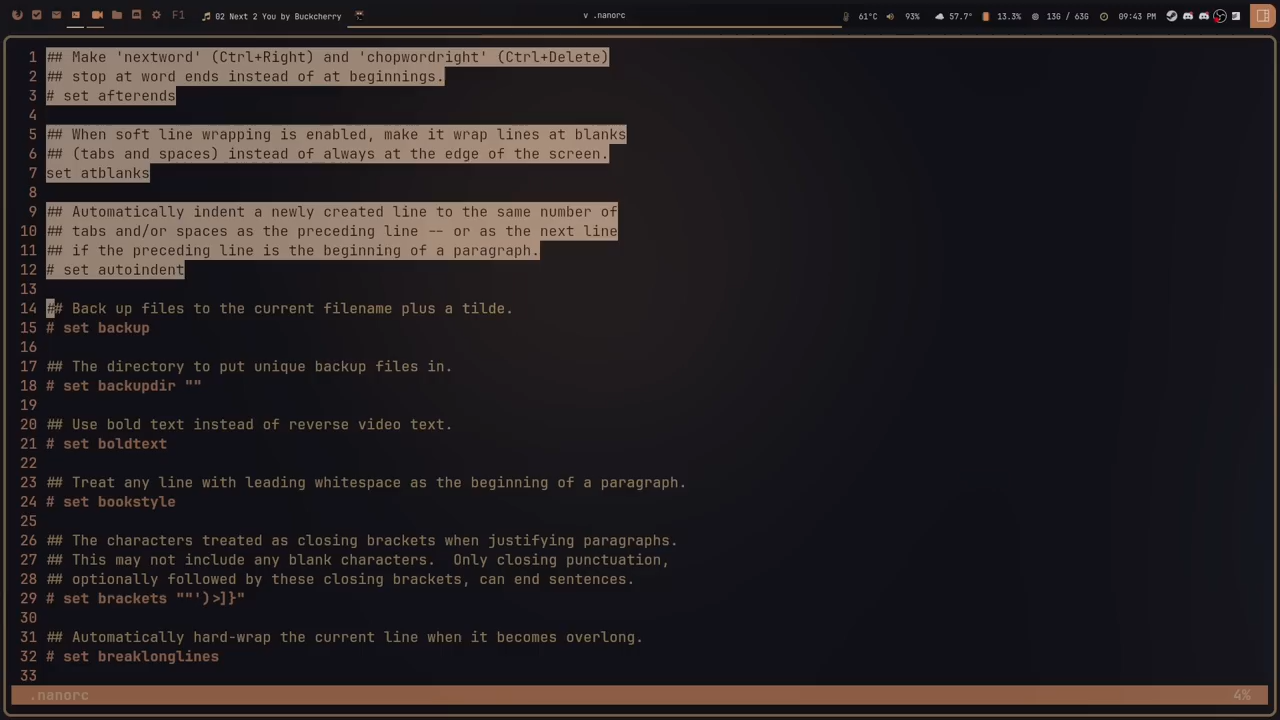 F1 02 Next 2 You by Buckcherry v .nanorc 61°C 93% 57.7° 13.3% 13G / 63G 09:43 PM
1 ## Make 'nextword' (Ctrl+Right) and 'chopwordright' (Ctrl+Delete)
2 ## stop at word ends instead of at beginnings.
3 # set afterends
4
5 ## When soft line wrapping is enabled, make it wrap lines at blanks
6 ## (tabs and spaces) instead of always at the edge of the screen.
7 set atblanks
8
9 ## Automatically indent a newly created line to the same number of
10 ## tabs and/or spaces as the preceding line -- or as the next line
11 ## if the preceding line is the beginning of a paragraph.
12 # set autoindent
13
14 ## Back up files to the current filename plus a tilde.
15 # set backup
16
17 ## The directory to put unique backup files in.
18 # set backupdir ""
19
20 ## Use bold text instead of reverse video text.
21 # set boldtext
22
23 ## Treat any line with leading whitespace as the beginning of a paragraph.
24 # set bookstyle
25
26 ## The characters treated as closing brackets when justifying paragraphs.
27 ## This may not include any blank characters.  Only closing punctuation,
28 ## optionally followed by these closing brackets, can end sentences.
29 # set brackets ""')>]}"
30
31 ## Automatically hard-wrap the current line when it becomes overlong.
32 # set breaklonglines
33
.nanorc 4%